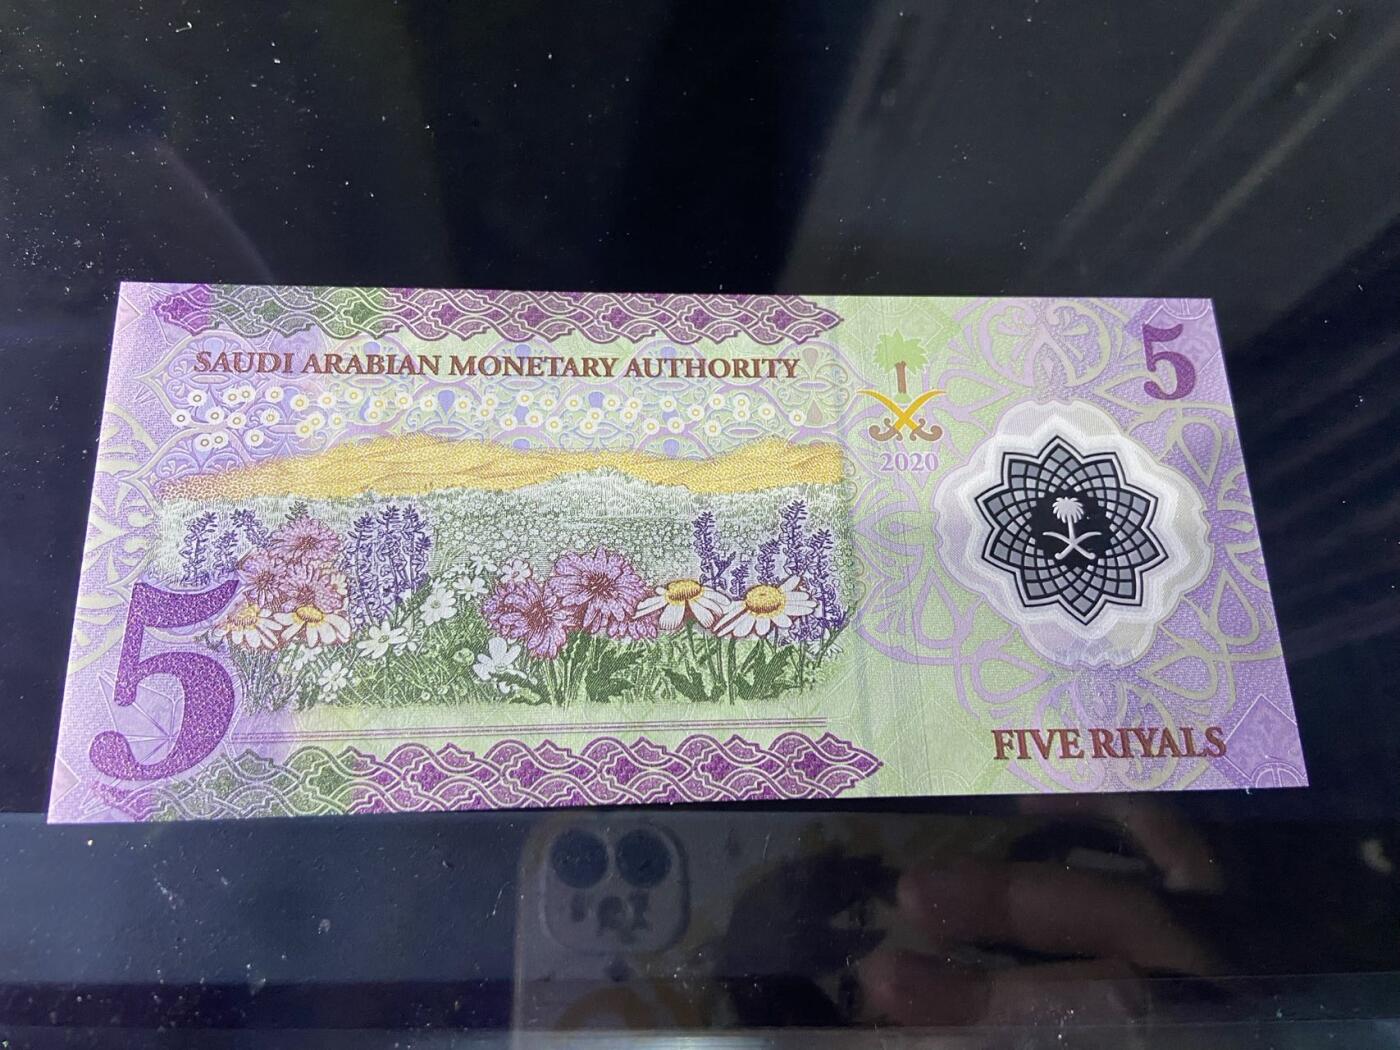 SAUDI ARABIAN MONETARY AUTHORITY
5
2020
5
FIVE RIYALS